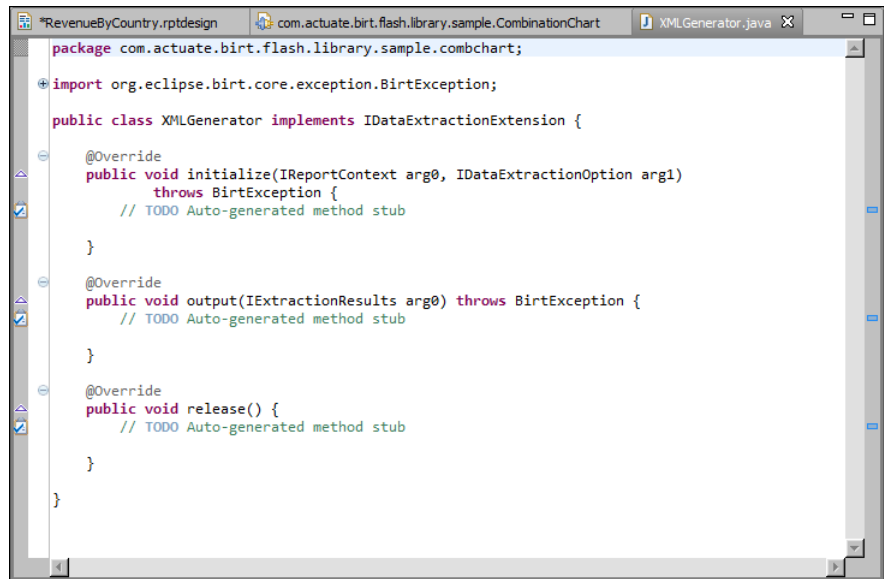 *RevenueByCountry.rptdesign com.actuate.birt.flash.library.sample.CombinationChart XMLGenerator.java
package com.actuate.birt.flash.library.sample.combchart;
import org.eclipse.birt.core.exception.BirtException;
public class XMLGenerator implements IDataExtractionExtension {
@Override
public void initialize(IReportContext arg0, IDataExtractionOption arg1)
throws BirtException {
// TODO Auto-generated method stub
}
@Override
public void output(IExtractionResults arg0) throws BirtException {
// TODO Auto-generated method stub
}
@Override
public void release() {
// TODO Auto-generated method stub
}
}